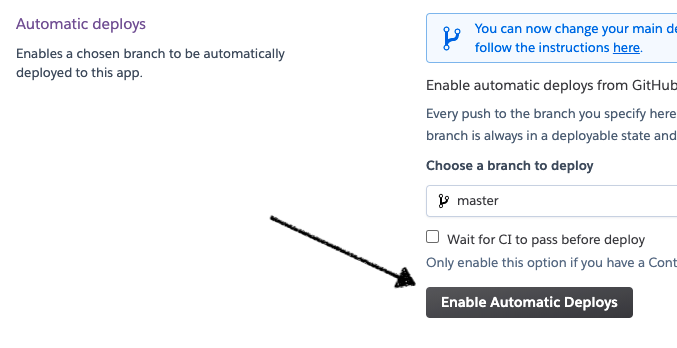 Automatic deploys
Enables a chosen branch to be automatically
deployed to this app.
You can now change your main de
follow the instructions here.
Enable automatic deploys from GitHub
Every push to the branch you specify here
branch is always in a deployable state and
Choose a branch to deploy
master
Wait for CI to pass before deploy
Only enable this option if you have a Cont
Enable Automatic Deploys